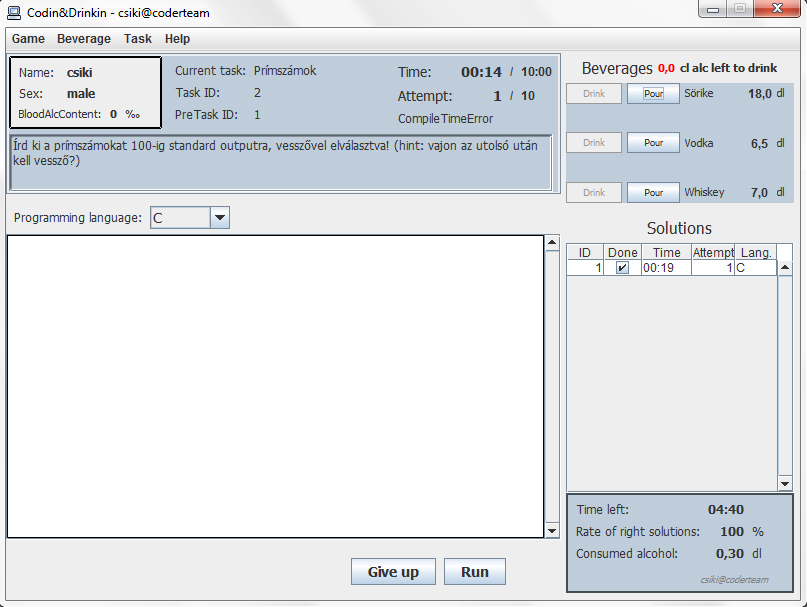 Codin&Drinkin - csiki@coderteam
Game Beverage Task Help
Name: csiki
Sex: male
BloodAlcContent: 0 ‰
Current task: Prímszámok
Task ID: 2
PreTask ID: 1
Time: 00:14 / 10:00
Attempt: 1 / 10
CompileTimeError
Írd ki a prímszámokat 100-ig standard outputra, vesszővel elválasztva! (hint: vajon az utolsó után
kell vessző?)
Programming language: C
Give up Run
Beverages 0,0 cl alc left to drink
Drink Pour Sörike 18,0 dl
Drink Pour Vodka 6,5 dl
Drink Pour Whiskey 7,0 dl
Solutions
ID Done Time Attempt Lang.
1 00:19 1 C
Time left: 04:40
Rate of right solutions: 100 %
Consumed alcohol: 0,30 dl
csiki@coderteam